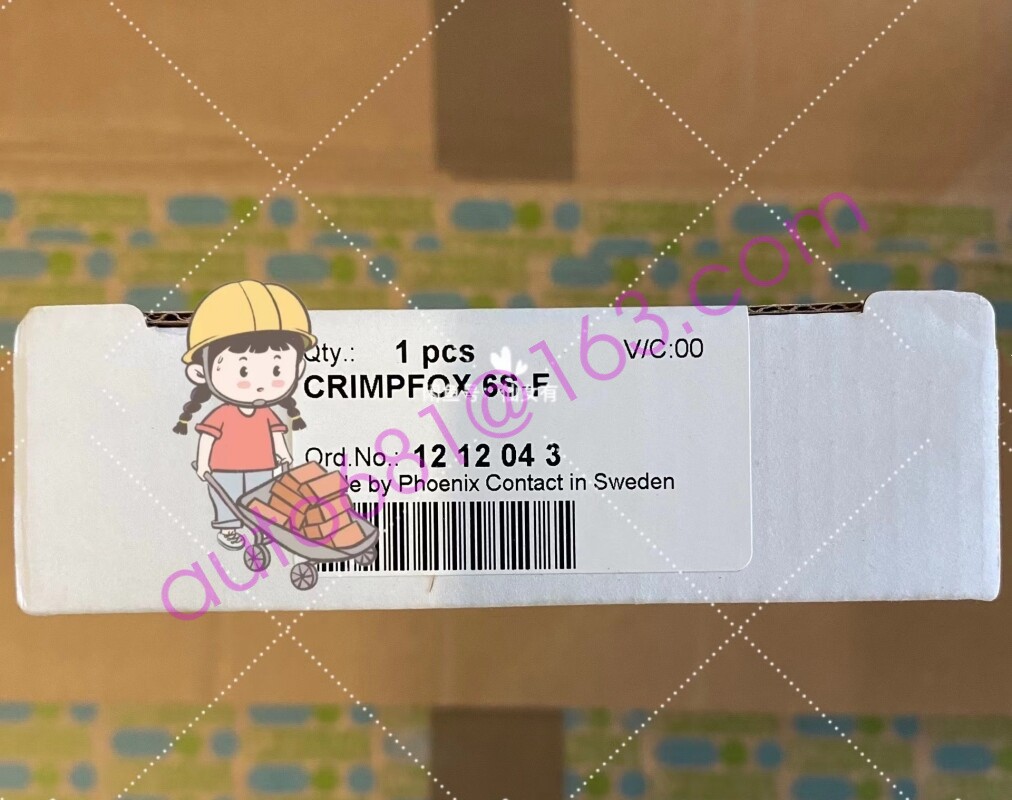 Qty.: 1 pcs V/C:00
CRIMPFOX 6S-F
Ord.No.: 12 12 04 3
by Phoenix Contact in Sweden
autob81@163.com